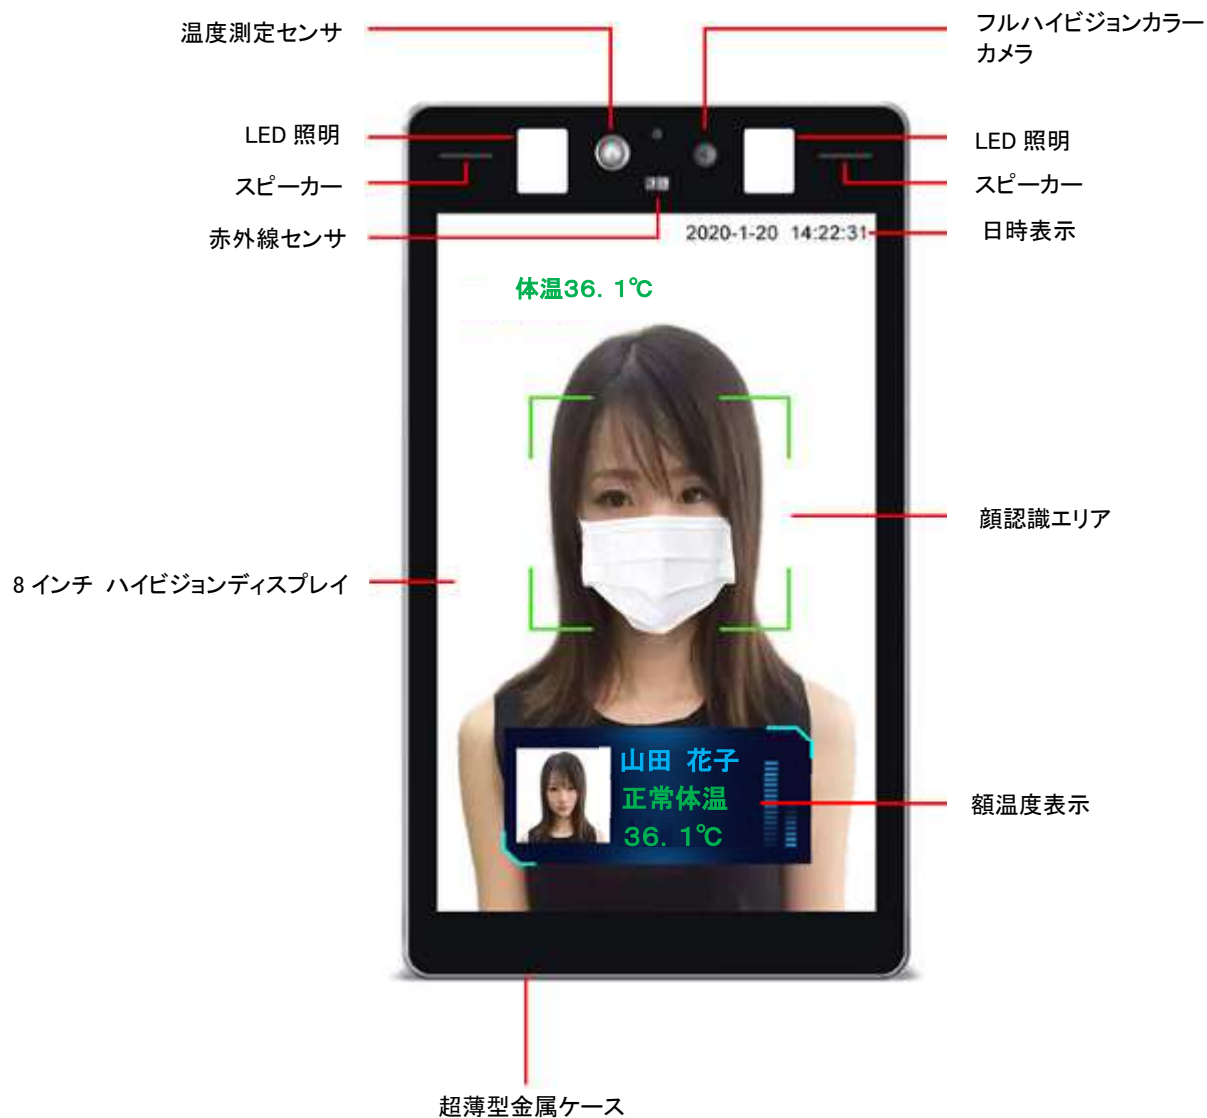 温度測定センサ
フルハイビジョンカラー
カメラ
LED 照明
LED 照明
スピーカー
スピーカー
赤外線センサ
日時表示
2020-1-20 14:22:31
体温36．1℃
顔認識エリア
8 インチ ハイビジョンディスプレイ
山田 花子
正常体温
36．1℃
額温度表示
超薄型金属ケース